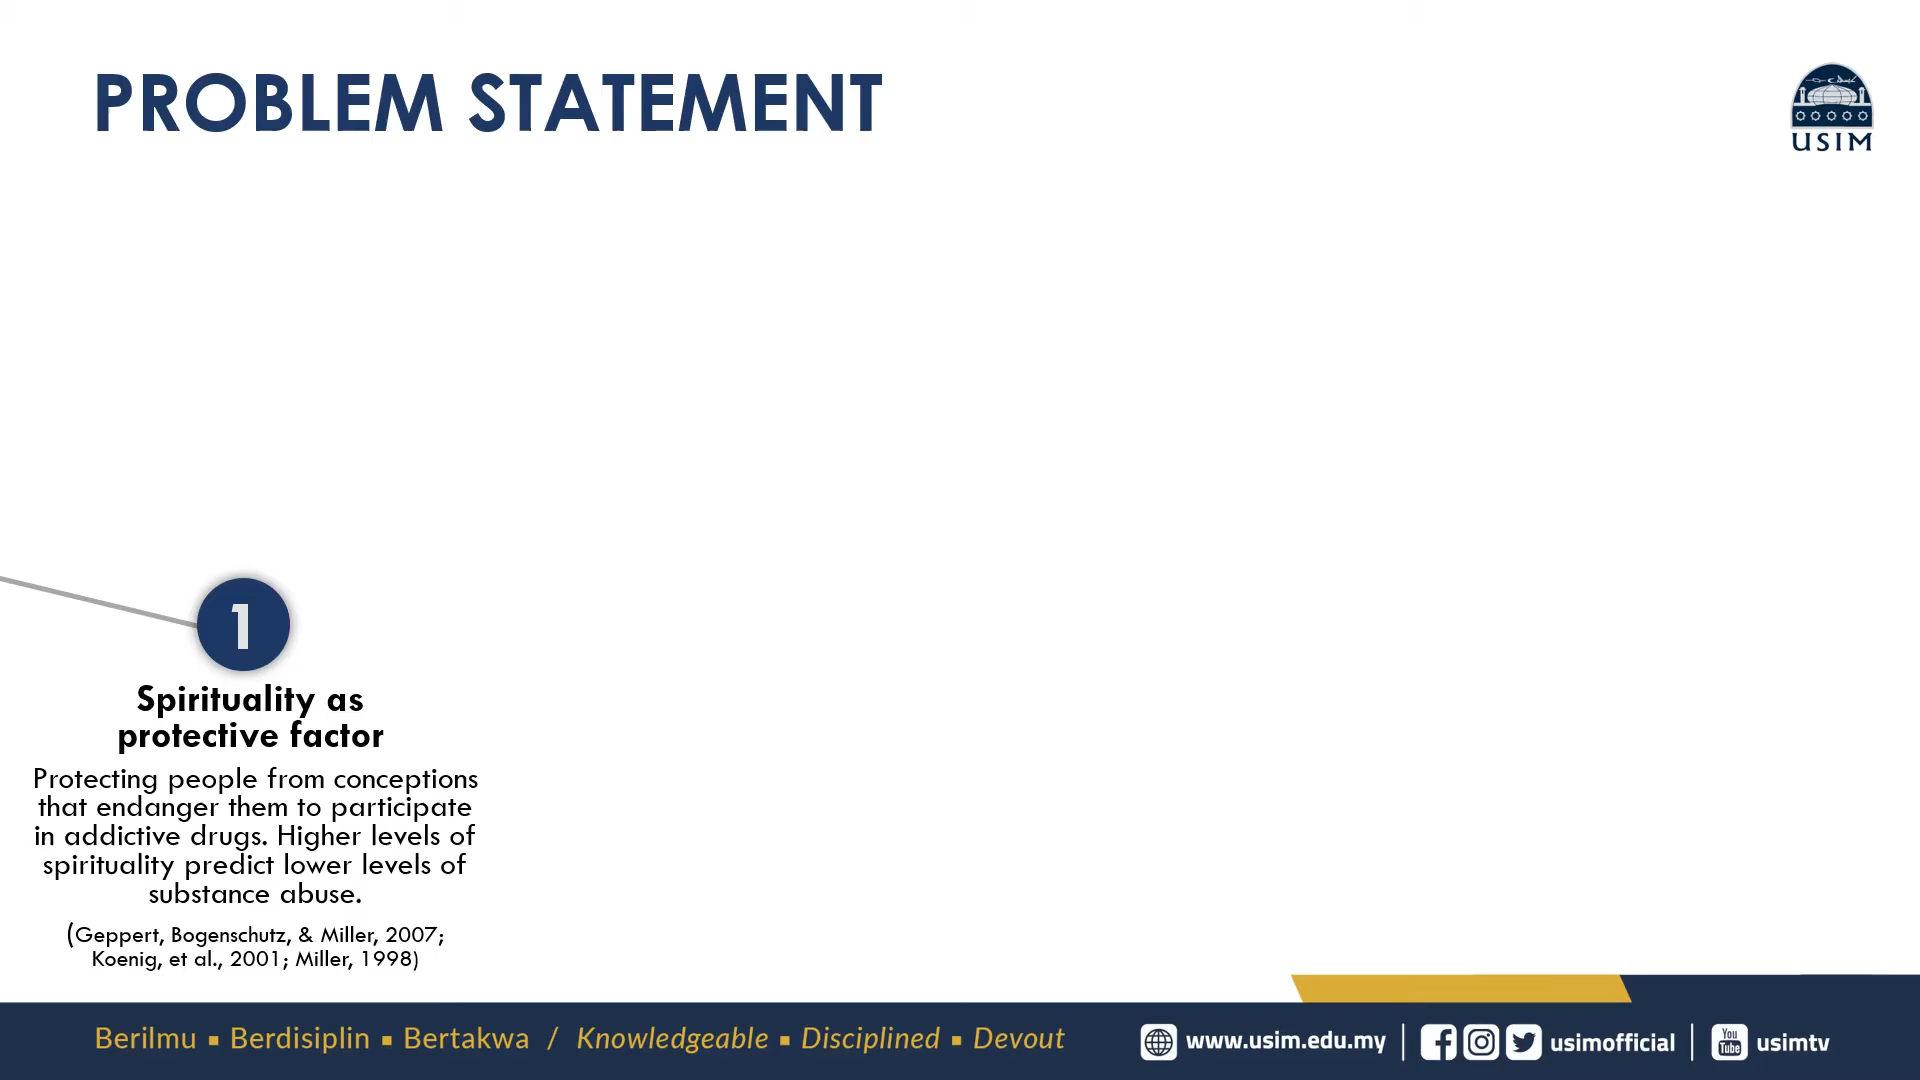 PROBLEM STATEMENT
USIM
1
Spirituality as
protective factor
Protecting people from conceptions
that endanger them to participate
in addictive drugs. Higher levels of
spirituality predict lower levels of
substance abuse.
(Geppert, Bogenschutz, & Miller, 2007;
Koenig, et al., 2001; Miller, 1998)
Berilmu ▪ Berdisiplin ▪ Bertakwa / Knowledgeable ▪ Disciplined ▪ Devout
www.usim.edu.my | usimofficial | You Tube usimtv